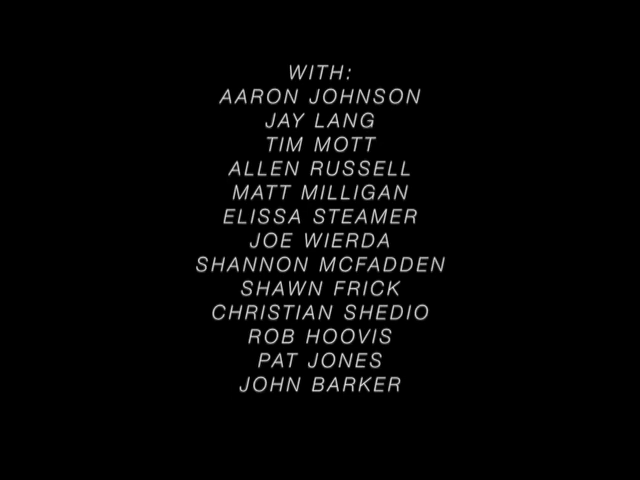 WITH:
AARON JOHNSON
JAY LANG
TIM MOTT
ALLEN RUSSELL
MATT MILLIGAN
ELISSA STEAMER
JOE WIERDA
SHANNON MCFADDEN
SHAWN FRICK
CHRISTIAN SHEDIO
ROB HOOVIS
PAT JONES
JOHN BARKER